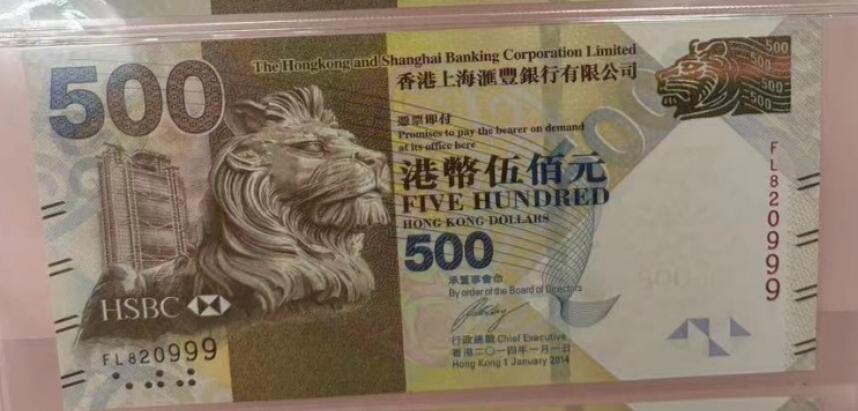 500
The Hongkong and Shanghai Banking Corporation Limited
香港上海滙豐銀行有限公司
憑票即付
Promises to pay the bearer on demand
at its office here
港幣伍佰元
FIVE HUNDRED
HONG KONG DOLLARS
500
承董事會命
By order of the Board of Directors
行政總裁 Chief Executive
香港二〇一四年一月一日
Hong Kong 1 January 2014
HSBC
FL820999
500
500
500
500
FL820999